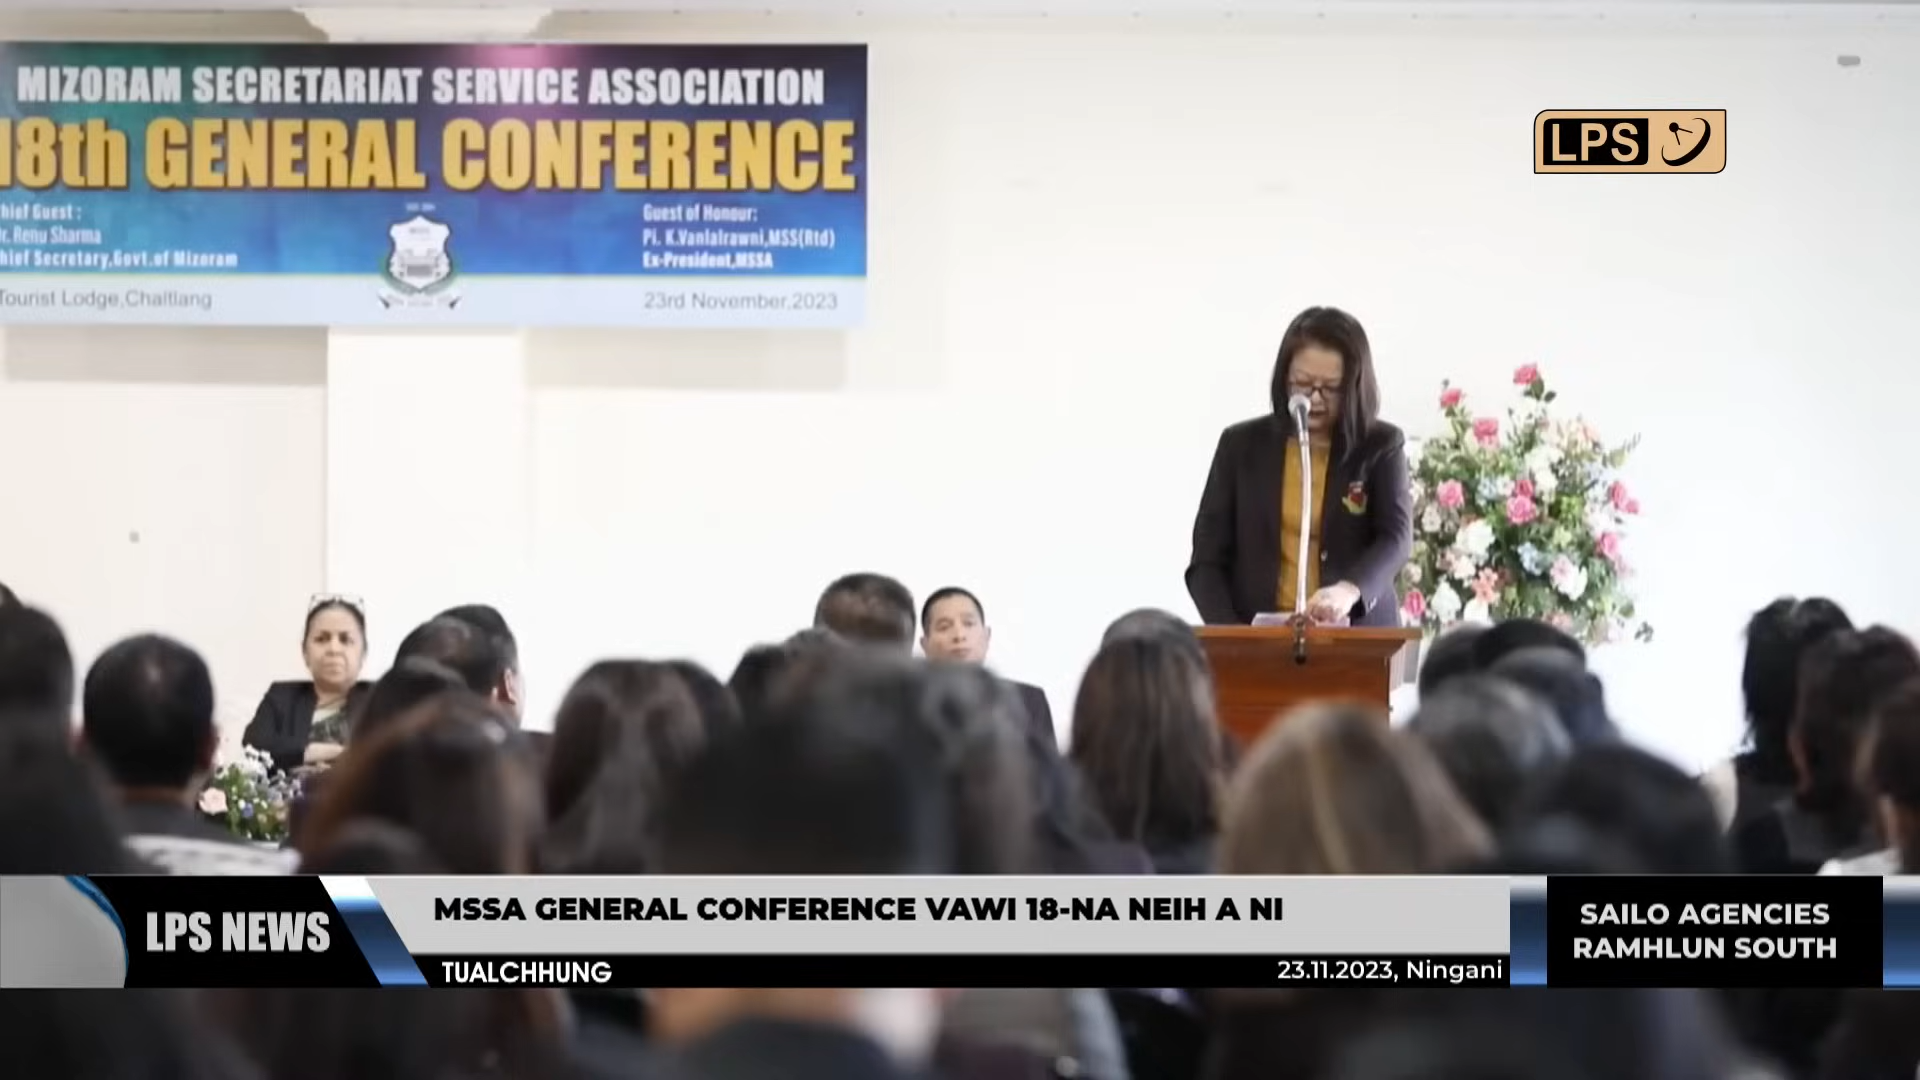 MIZORAM SECRETARIAT SERVICE ASSOCIATION
18th GENERAL CONFERENCE
hief Guest :
r. Renu Sharma
hief Secretary,Govt.of Mizoram
Guest of Honour:
Pi. K.Vanlalrawni,MSS(Rtd)
Ex-President,MSSA
Tourist Lodge,Chaltlang
23rd November,2023
LPS
LPS NEWS
MSSA GENERAL CONFERENCE VAWI 18-NA NEIH A NI
TUALCHHUNG
23.11.2023, Ningani
SAILO AGENCIES
RAMHLUN SOUTH